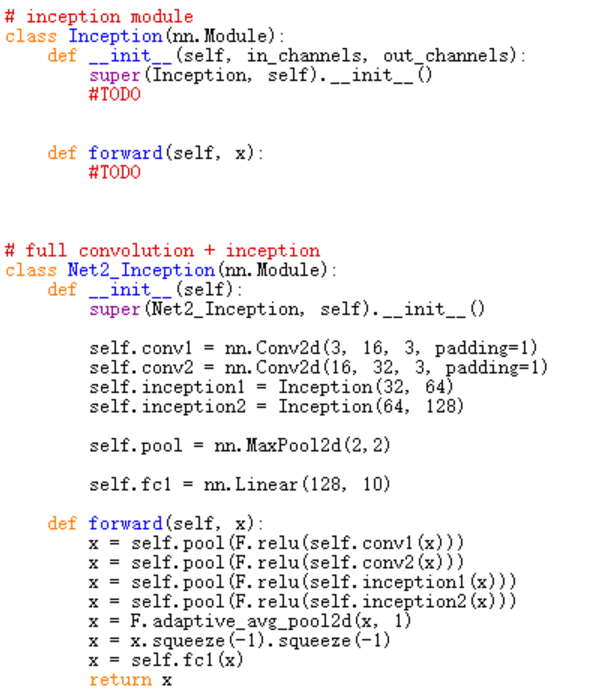 # inception module
class Inception(nn.Module):
    def __init__(self, in_channels, out_channels):
        super(Inception, self).__init__()
        #TODO
    def forward(self, x):
        #TODO
# full convolution + inception
class Net2_Inception(nn.Module):
    def __init__(self):
        super(Net2_Inception, self).__init__()
        self.conv1 = nn.Conv2d(3, 16, 3, padding=1)
        self.conv2 = nn.Conv2d(16, 32, 3, padding=1)
        self.inception1 = Inception(32, 64)
        self.inception2 = Inception(64, 128)
        self.pool = nn.MaxPool2d(2,2)
        self.fc1 = nn.Linear(128, 10)
    def forward(self, x):
        x = self.pool(F.relu(self.conv1(x)))
        x = self.pool(F.relu(self.conv2(x)))
        x = self.pool(F.relu(self.inception1(x)))
        x = self.pool(F.relu(self.inception2(x)))
        x = F.adaptive_avg_pool2d(x, 1)
        x = x.squeeze(-1).squeeze(-1)
        x = self.fc1(x)
        return x